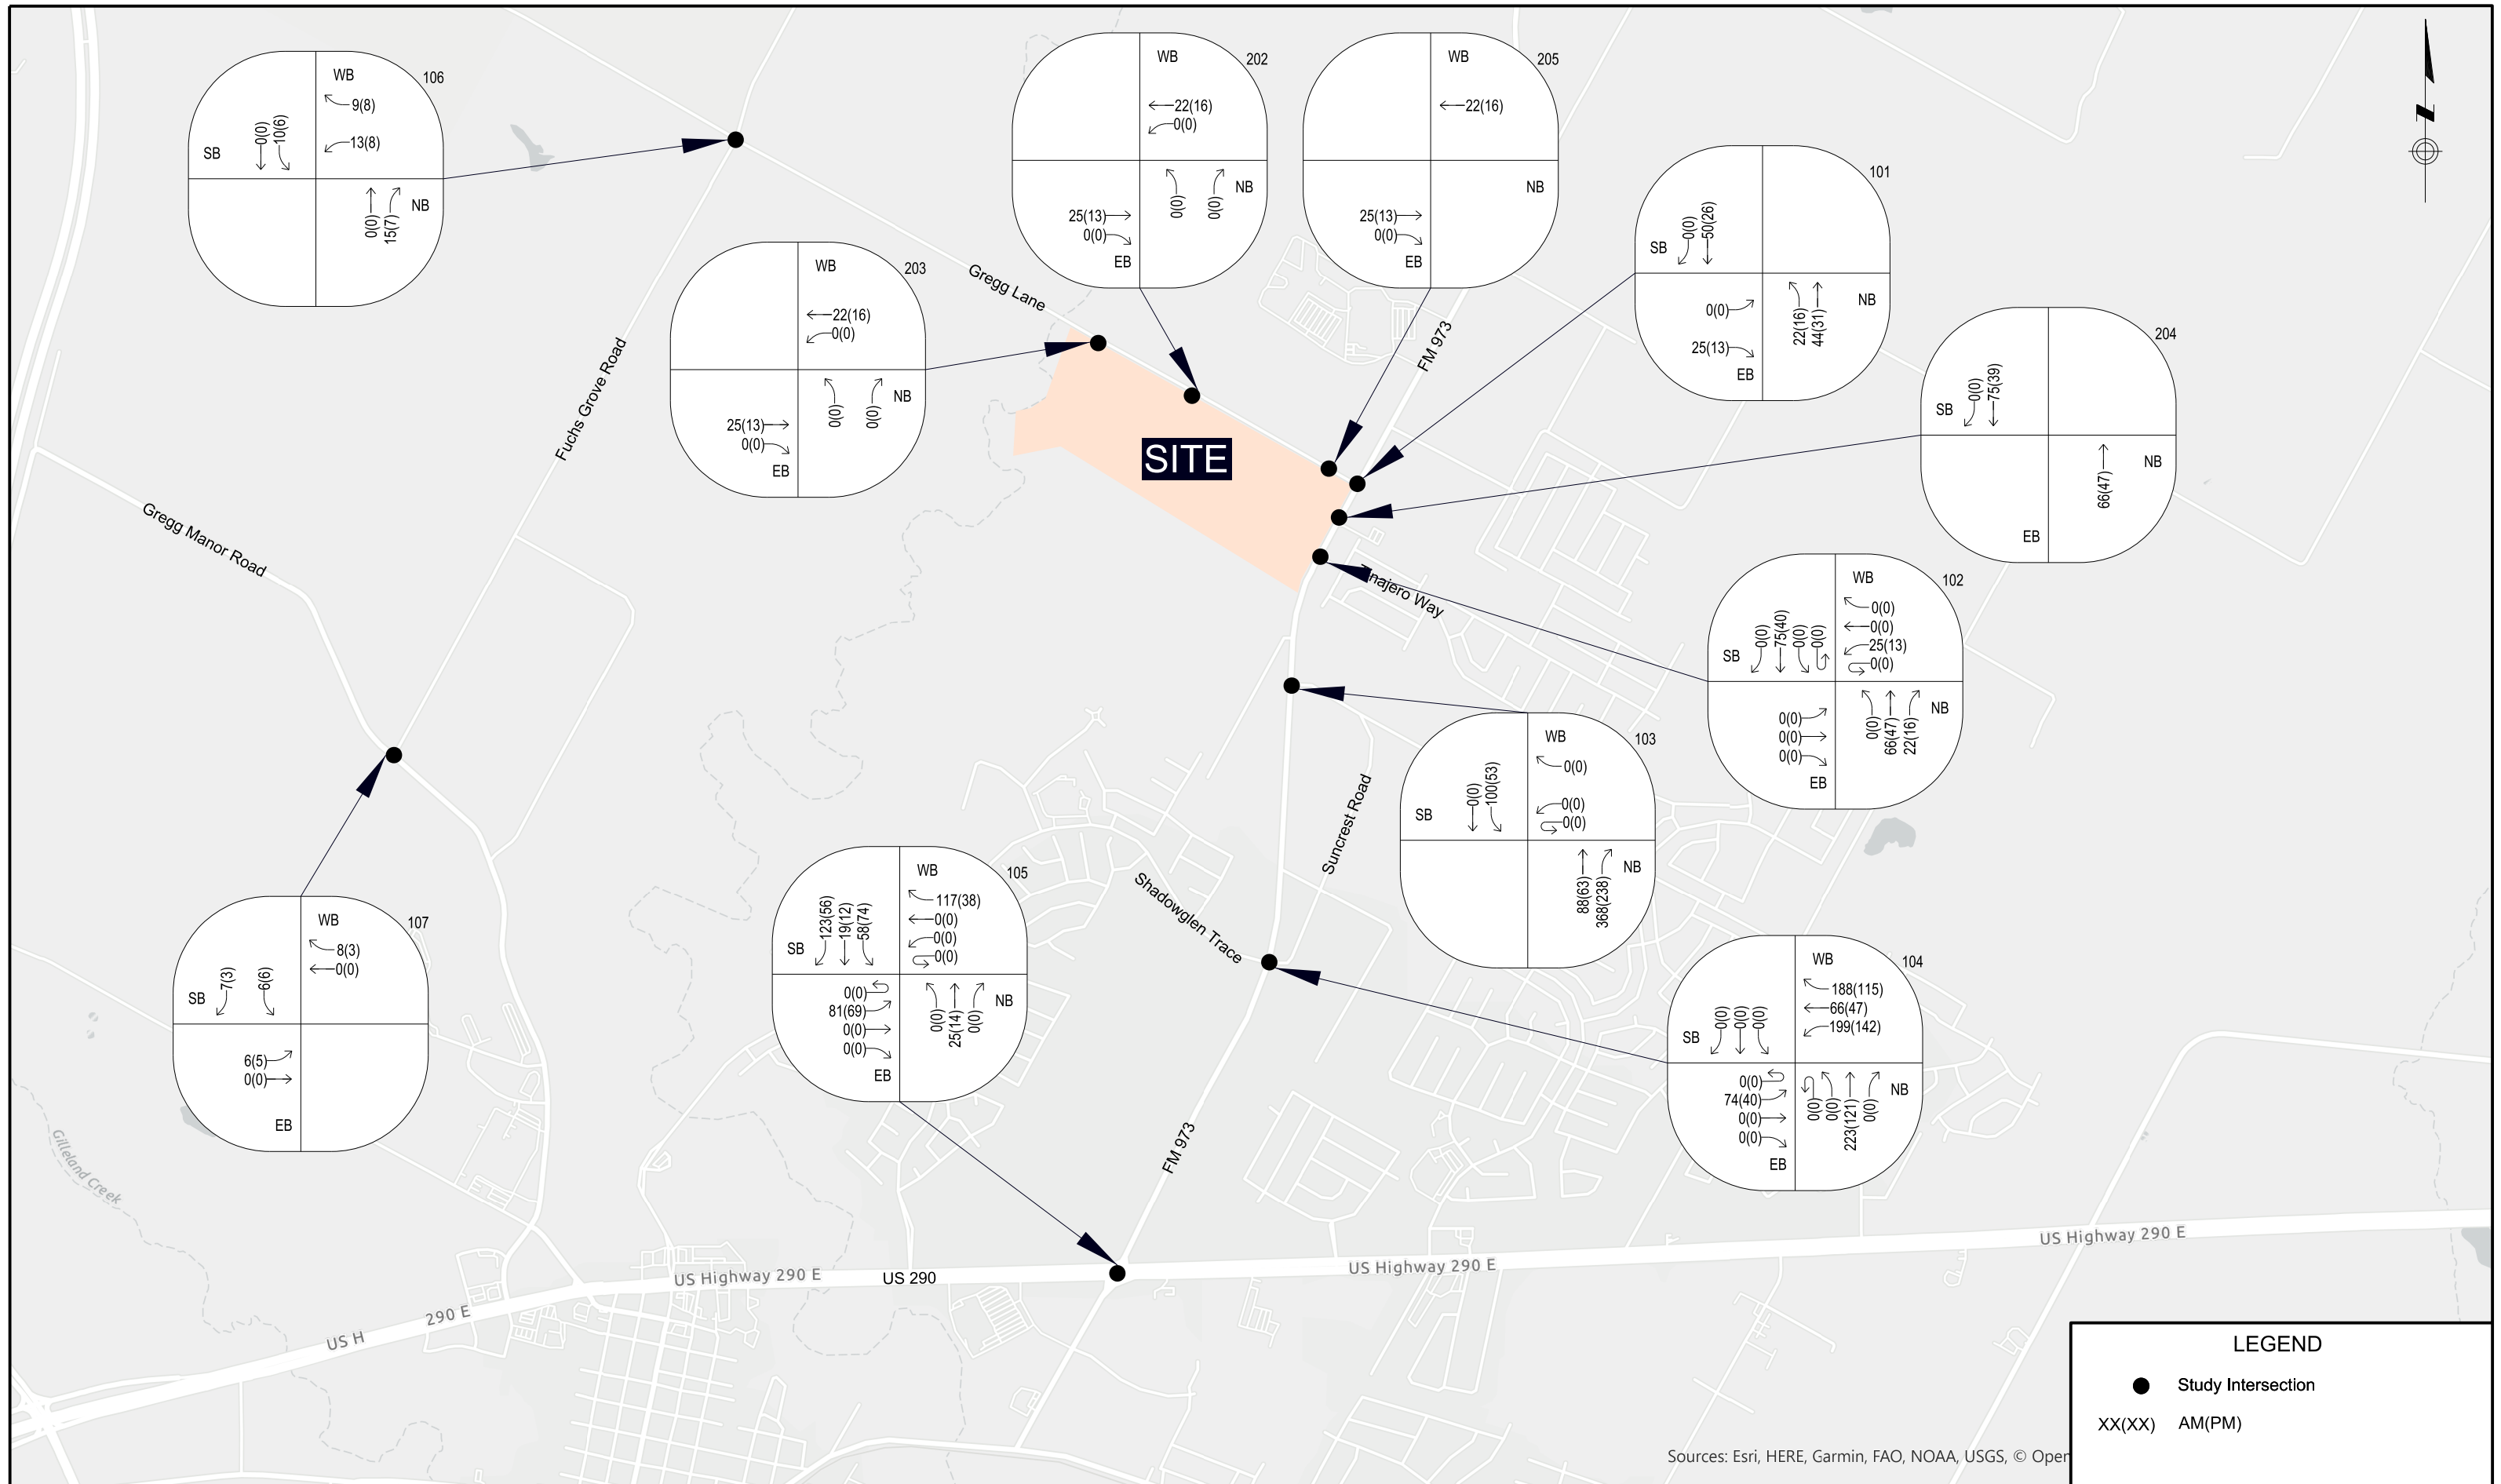 106
WB
9(8)
13(8)
SB
0(0)
10(6)
0(0)
15(7)
NB
202
WB
22(16)
0(0)
0(0)
0(0)
NB
25(13)
0(0)
EB
205
WB
22(16)
NB
25(13)
0(0)
EB
101
SB
0(0)
50(26)
0(0)
25(13)
EB
22(16)
44(31)
NB
203
WB
22(16)
0(0)
0(0)
0(0)
NB
25(13)
0(0)
EB
204
SB
0(0)
75(39)
66(47)
NB
EB
Gregg Lane
FM 973
Fuchs Grove Road
SITE
Gregg Manor Road
102
WB
0(0)
0(0)
25(13)
0(0)
SB
0(0)
75(40)
0(0)
0(0)
0(0)
0(0)
0(0)
EB
0(0)
66(47)
22(16)
NB
103
WB
0(0)
0(0)
0(0)
SB
0(0)
100(53)
88(63)
368(238)
NB
Suncrest Road
Shadowglen Trace
105
WB
117(38)
0(0)
0(0)
0(0)
SB
123(56)
19(12)
58(74)
0(0)
81(69)
0(0)
0(0)
EB
0(0)
25(14)
0(0)
NB
107
WB
8(3)
0(0)
SB
7(3)
6(6)
6(5)
0(0)
EB
104
WB
188(115)
66(47)
199(142)
SB
0(0)
0(0)
0(0)
0(0)
74(40)
0(0)
0(0)
EB
0(0)
0(0)
223(121)
0(0)
NB
Gilleland Creek
FM 973
US Highway 290 E
US Highway 290 E
US 290
US Highway 290 E
US H
290 E
LEGEND
Study Intersection
XX(XX) AM(PM)
Sources: Esri, HERE, Garmin, FAO, NOAA, USGS, © Oper
N
Way